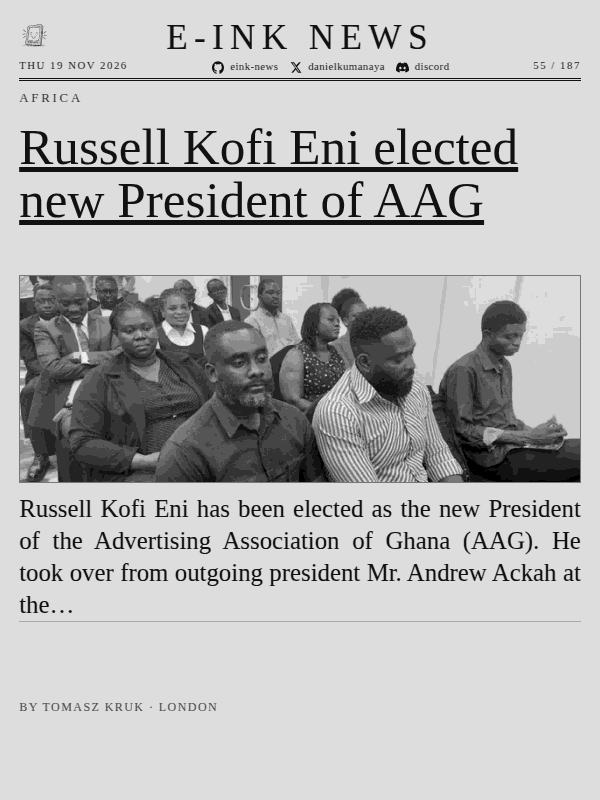 E-INK NEWS
THU 19 NOV 2026
eink-news danielkumanaya discord
55 / 187
AFRICA
Russell Kofi Eni elected
new President of AAG
Russell Kofi Eni has been elected as the new President
of the Advertising Association of Ghana (AAG). He
took over from outgoing president Mr. Andrew Ackah at
the…
BY TOMASZ KRUK · LONDON